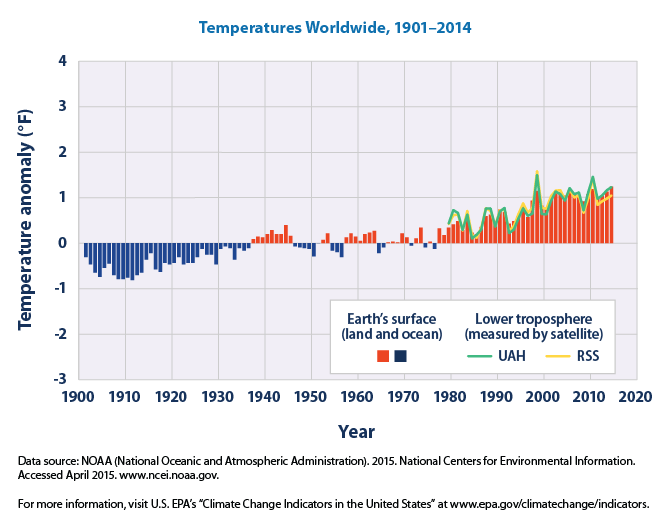 Temperatures Worldwide, 1901–2014
Temperature anomaly (°F)
4
3
2
1
0
-1
-2
-3
Earth's surface
(land and ocean)
Lower troposphere
(measured by satellite)
UAH
RSS
1900
1910
1920
1930
1940
1950
1960
1970
1980
1990
2000
2010
2020
Year
Data source: NOAA (National Oceanic and Atmospheric Administration). 2015. National Centers for Environmental Information.
Accessed April 2015. www.ncei.noaa.gov.
For more information, visit U.S. EPA's “Climate Change Indicators in the United States” at www.epa.gov/climatechange/indicators.